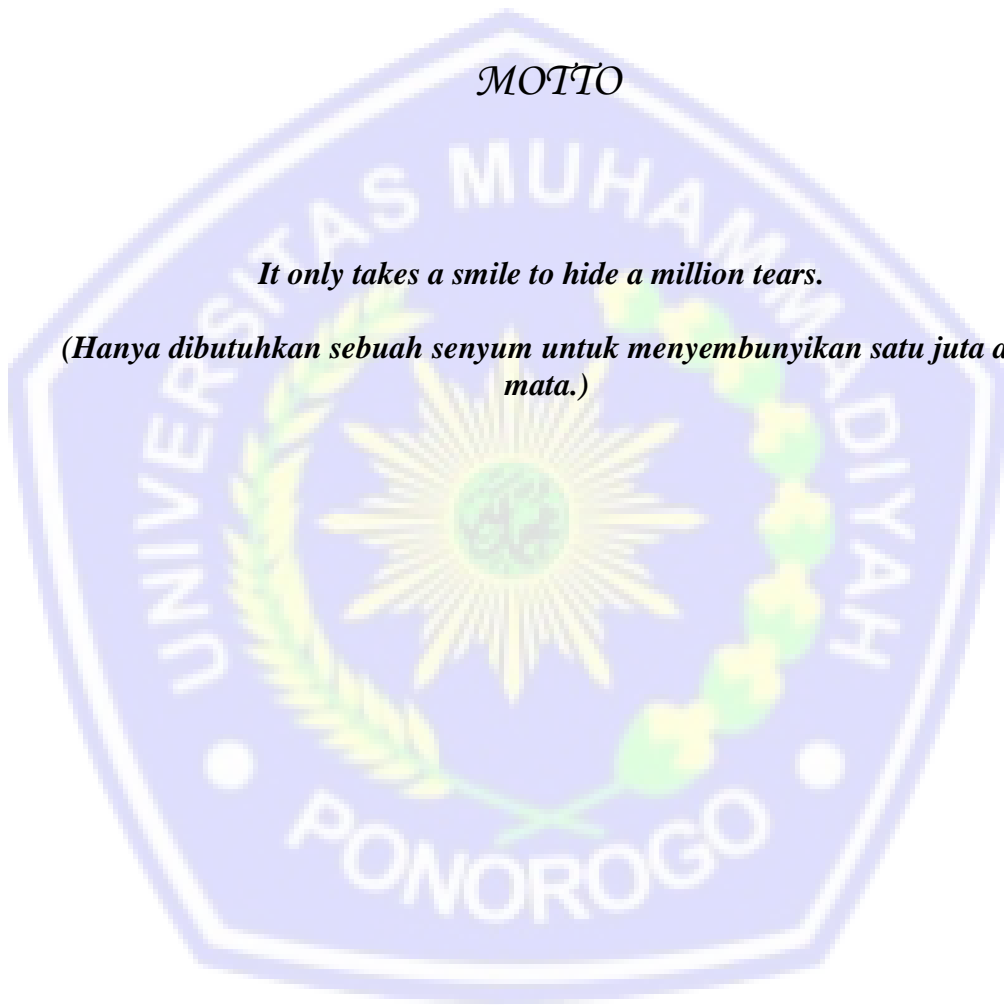 MOTTO
UNIVERSITAS MUHAMMADIYAH
It only takes a smile to hide a million tears.
(Hanya dibutuhkan sebuah senyum untuk menyembunyikan satu juta
mata.)
PONOROGO